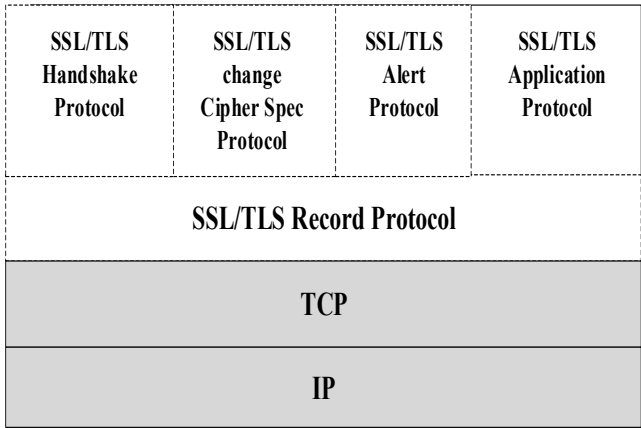 SSL/TLS
Handshake
Protocol
SSL/TLS
change
Cipher Spec
Protocol
SSL/TLS
Alert
Protocol
SSL/TLS
Application
Protocol
SSL/TLS Record Protocol
TCP
IP